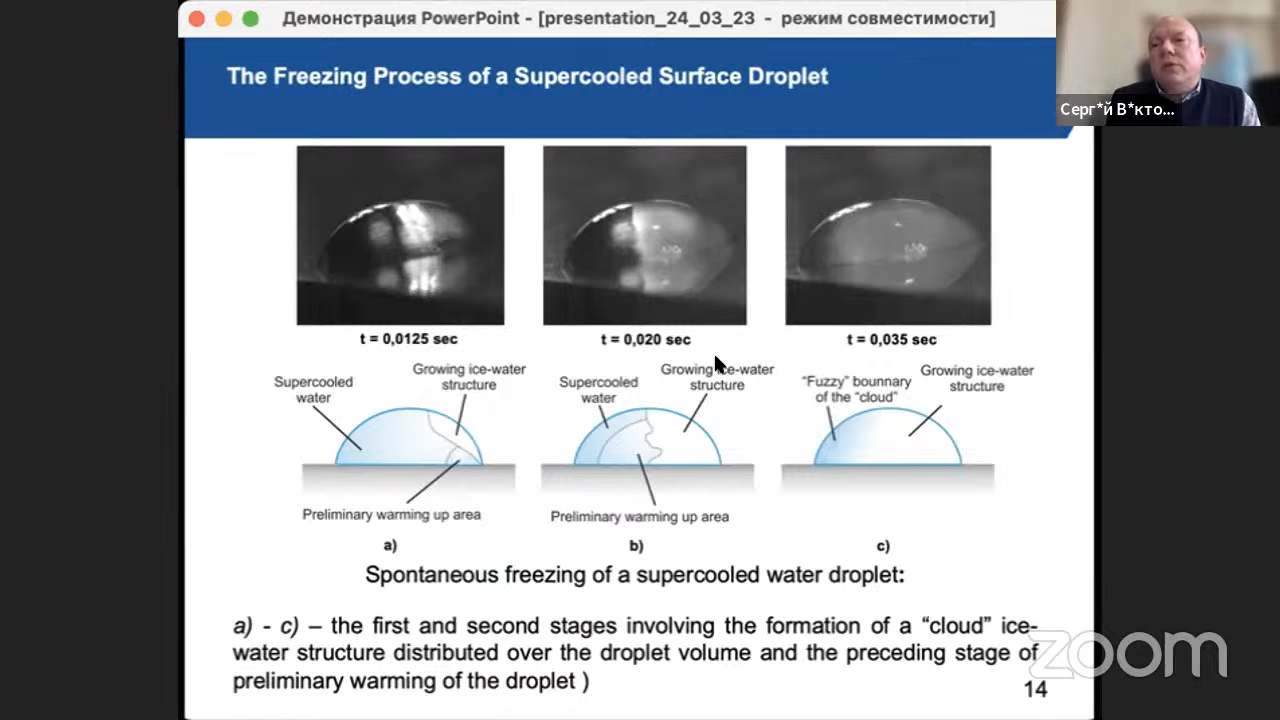 Демонстрация PowerPoint - [presentation_24_03_23 - режим совместимости]
Серг*й В*кто...
The Freezing Process of a Supercooled Surface Droplet
t = 0,0125 sec
t = 0,020 sec
t = 0,035 sec
Supercooled
water
Growing ice-water
structure
Preliminary warming up area
Supercooled
water
Growing ice-water
structure
Preliminary warming up area
“Fuzzy” bounnary
of the “cloud”
Growing ice-water
structure
a)
b)
c)
Spontaneous freezing of a supercooled water droplet:
a) - c) – the first and second stages involving the formation of a “cloud” ice-
water structure distributed over the droplet volume and the preceding stage of
preliminary warming of the droplet )
14
zoom